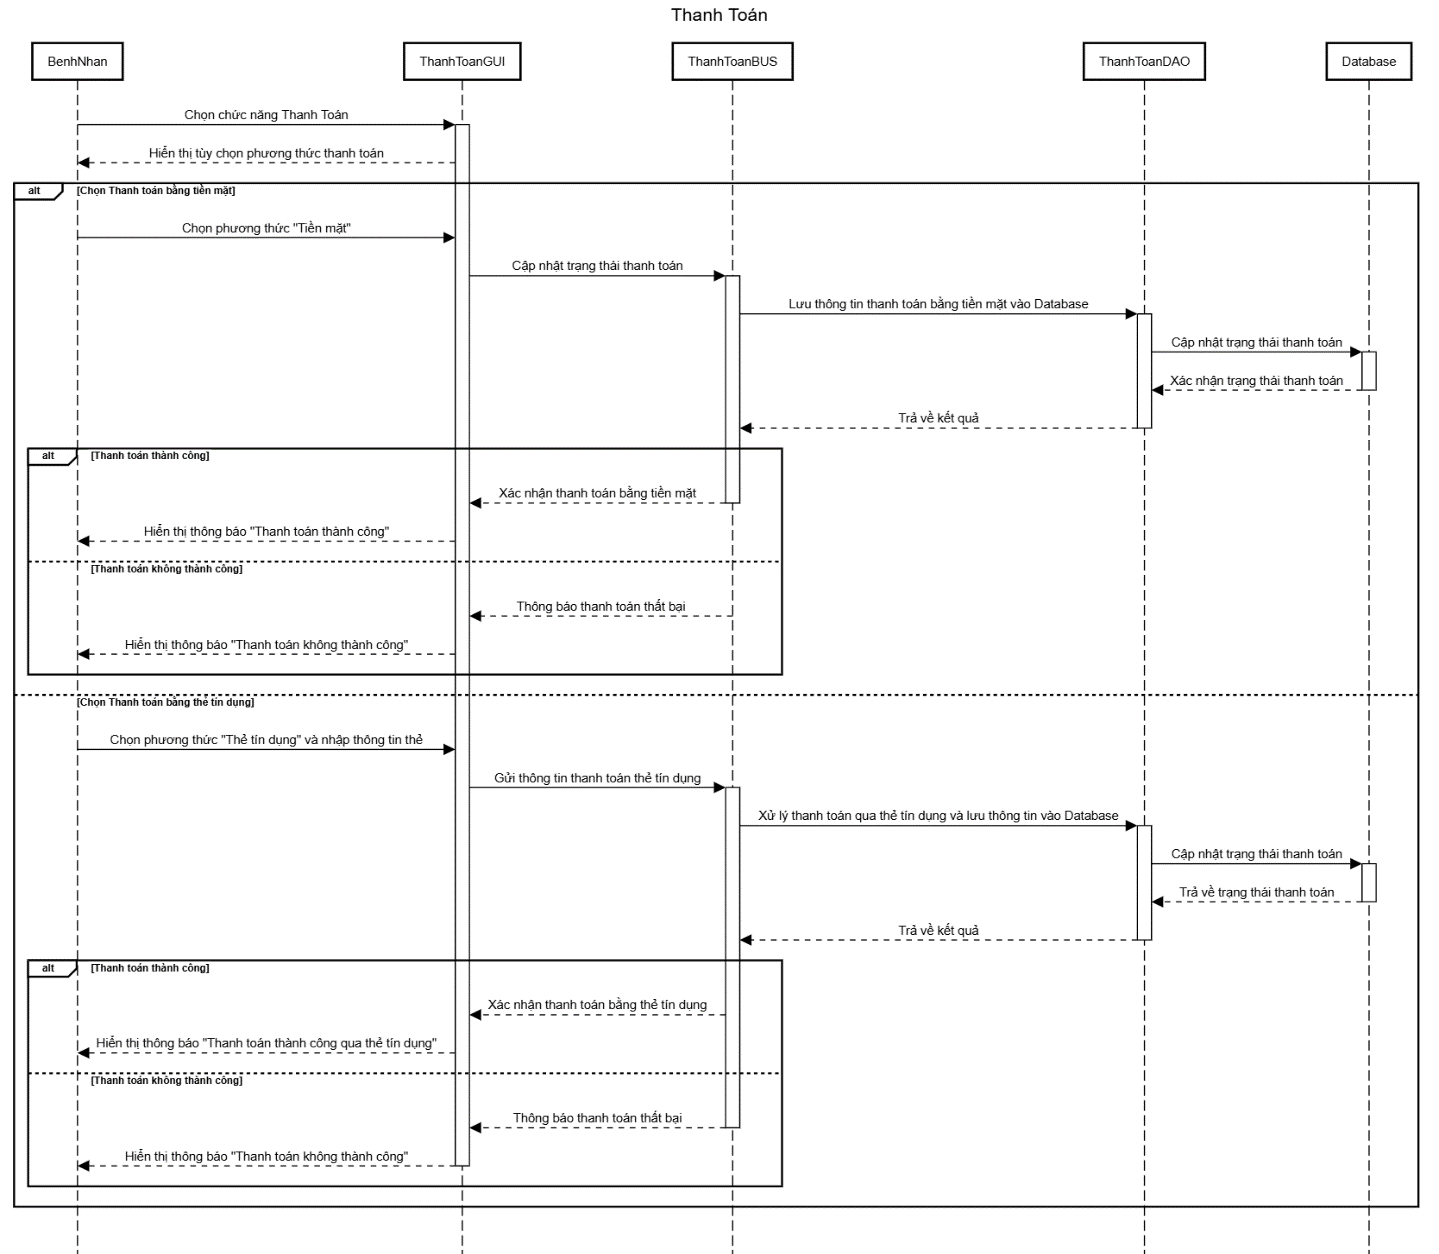 Thanh Toán
BenhNhan
ThanhToanGUI
ThanhToanBUS
ThanhToanDAO
Database
Chọn chức năng Thanh Toán
Hiển thị tùy chọn phương thức thanh toán
alt
[Chọn Thanh toán bằng tiền mặt]
Chọn phương thức "Tiền mặt"
Cập nhật trạng thái thanh toán
Lưu thông tin thanh toán bằng tiền mặt vào Database
Cập nhật trạng thái thanh toán
Xác nhận trạng thái thanh toán
Trả về kết quả
alt
[Thanh toán thành công]
Xác nhận thanh toán bằng tiền mặt
Hiển thị thông báo "Thanh toán thành công"
[Thanh toán không thành công]
Thông báo thanh toán thất bại
Hiển thị thông báo "Thanh toán không thành công"
[Chọn Thanh toán bằng thẻ tín dụng]
Chọn phương thức "Thẻ tín dụng" và nhập thông tin thẻ
Gửi thông tin thanh toán thẻ tín dụng
Xử lý thanh toán qua thẻ tín dụng và lưu thông tin vào Database
Cập nhật trạng thái thanh toán
Trả về trạng thái thanh toán
Trả về kết quả
alt
[Thanh toán thành công]
Xác nhận thanh toán bằng thẻ tín dụng
Hiển thị thông báo "Thanh toán thành công qua thẻ tín dụng"
[Thanh toán không thành công]
Thông báo thanh toán thất bại
Hiển thị thông báo "Thanh toán không thành công"